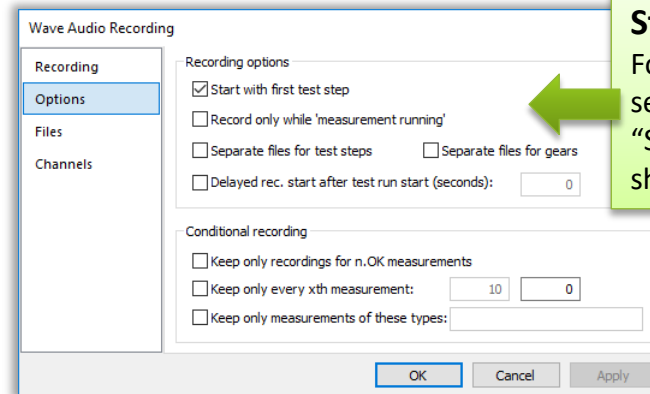 Wave Audio Recording
Recording
Options
Files
Channels
Recording options
Start with first test step
Record only while 'measurement running'
Separate files for test steps Separate files for gears
Delayed rec. start after test run start (seconds): 0
Conditional recording
Keep only recordings for n.OK measurements
Keep only every xth measurement: 10 0
Keep only measurements of these types:
OK Cancel Apply